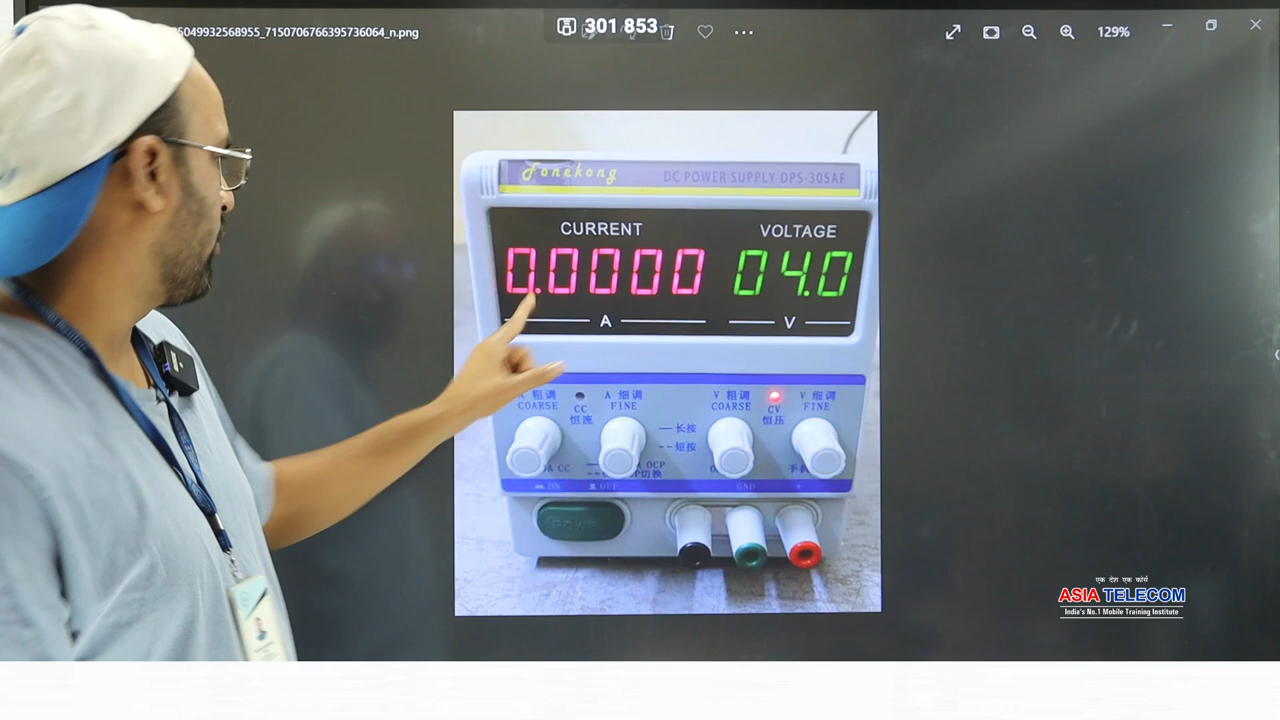 5049932568955_7150706766395736064_n.png
301 853
129%
Fonekong
DC POWER SUPPLY DPS-305AF
CURRENT
VOLTAGE
0.0000
04.0
A
V
A 粗调
COARSE
CC
恒流
A 细调
FINE
V 粗调
COARSE
CV
恒压
V 细调
FINE
长按
短按
A CC
A OCP
切换
ON
OFF
GND
+
POWER
एक देश एक कोर्स
ASIA TELECOM
India's No.1 Mobile Training Institute